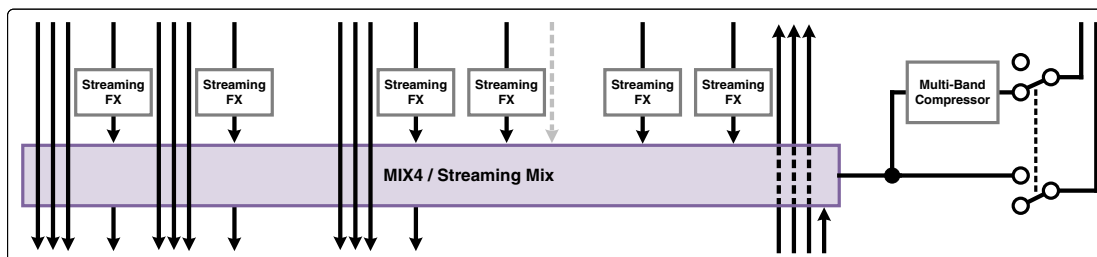 Streaming
FX
Streaming
FX
Streaming
FX
Streaming
FX
Streaming
FX
Streaming
FX
Multi-Band
Compressor
MIX4 / Streaming Mix